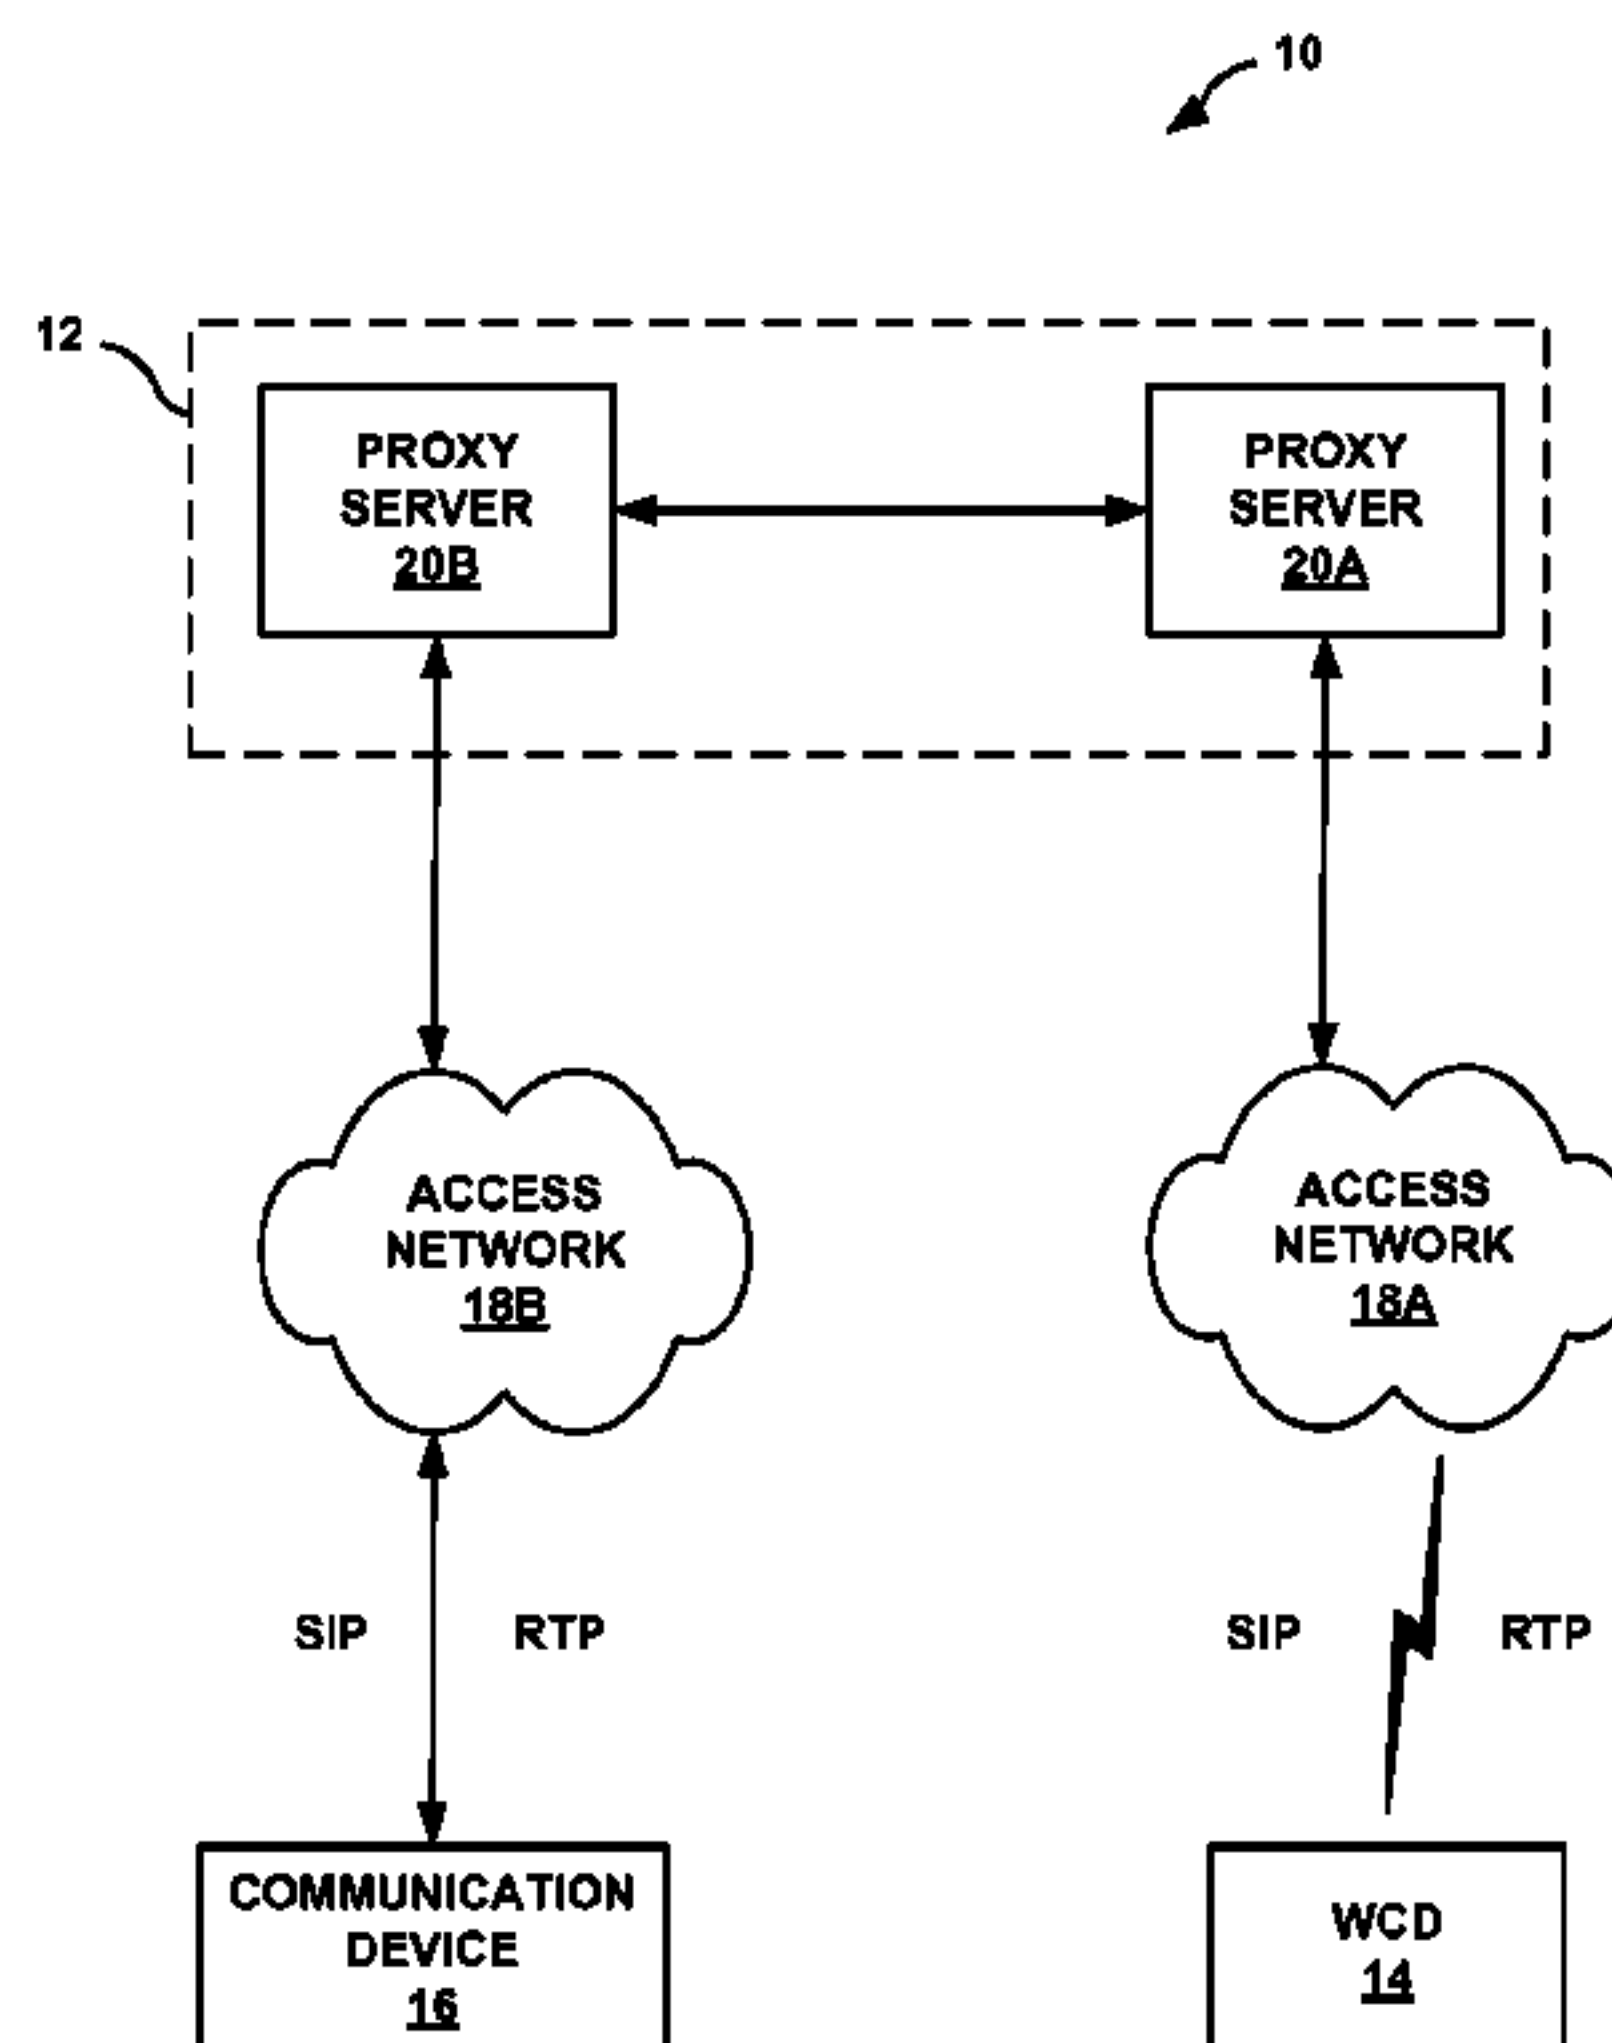 10
12
PROXY
SERVER
20B
PROXY
SERVER
20A
ACCESS
NETWORK
18B
ACCESS
NETWORK
18A
SIP
RTP
SIP
RTP
COMMUNICATION
DEVICE
16
WCD
14